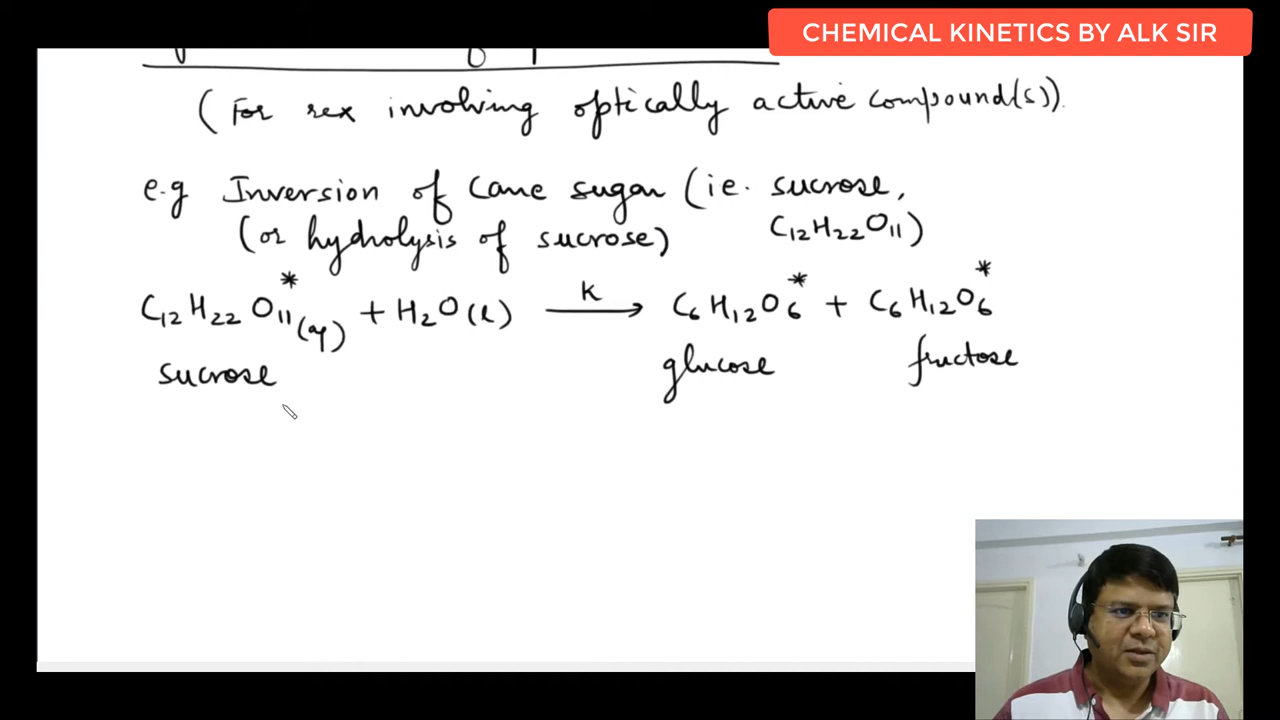 CHEMICAL KINETICS BY ALK SIR
(For rex involving optically active compound(s)).
e.g Inversion of Cane sugar (ie. sucrose,
(or hydrolysis of sucrose) C₁₂H₂₂O₁₁)
C₁₂H₂₂O₁₁*(aq) + H₂O(l) —k→ C₆H₁₂O₆* + C₆H₁₂O₆*
sucrose glucose fructose